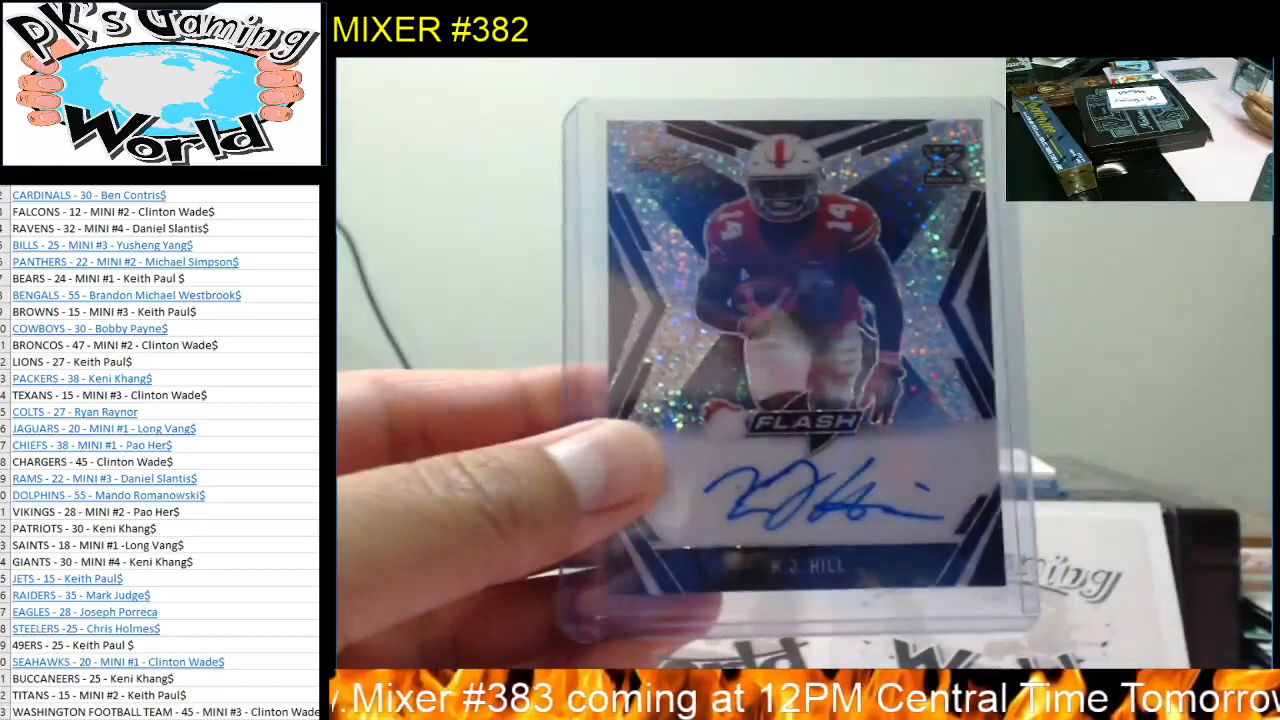 PK's Gaming
World
MIXER #382
CARDINALS - 30 - Ben Contris$
FALCONS - 12 - MINI #2 - Clinton Wade$
RAVENS - 32 - MINI #4 - Daniel Slantis$
BILLS - 25 - MINI #3 - Yusheng Yang$
PANTHERS - 22 - MINI #2 - Michael Simpson$
BEARS - 24 - MINI #1 - Keith Paul $
BENGALS - 55 - Brandon Michael Westbrook$
BROWNS - 15 - MINI #3 - Keith Paul$
COWBOYS - 30 - Bobby Payne$
BRONCOS - 47 - MINI #2 - Clinton Wade$
LIONS - 27 - Keith Paul$
PACKERS - 38 - Keni Khang$
TEXANS - 15 - MINI #3 - Clinton Wade$
COLTS - 27 - Ryan Raynor
JAGUARS - 20 - MINI #1 - Long Vang$
CHIEFS - 38 - MINI #1 - Pao Her$
CHARGERS - 45 - Clinton Wade$
RAMS - 22 - MINI #3 - Daniel Slantis$
DOLPHINS - 55 - Mando Romanowski$
VIKINGS - 28 - MINI #2 - Pao Her$
PATRIOTS - 30 - Keni Khang$
SAINTS - 18 - MINI #1 -Long Vang$
GIANTS - 30 - MINI #4 - Keni Khang$
JETS - 15 - Keith Paul$
RAIDERS - 35 - Mark Judge$
EAGLES - 28 - Joseph Porreca
STEELERS -25 - Chris Holmes$
49ERS - 25 - Keith Paul $
SEAHAWKS - 20 - MINI #1 - Clinton Wade$
BUCCANEERS - 25 - Keni Khang$
TITANS - 15 - MINI #2 - Keith Paul$
WASHINGTON FOOTBALL TEAM - 45 - MINI #3 - Clinton Wade
14 14
FLASH
K.J. HILL
aming
Wo
.Mixer #383 coming at 12PM Central Time Tomorrow